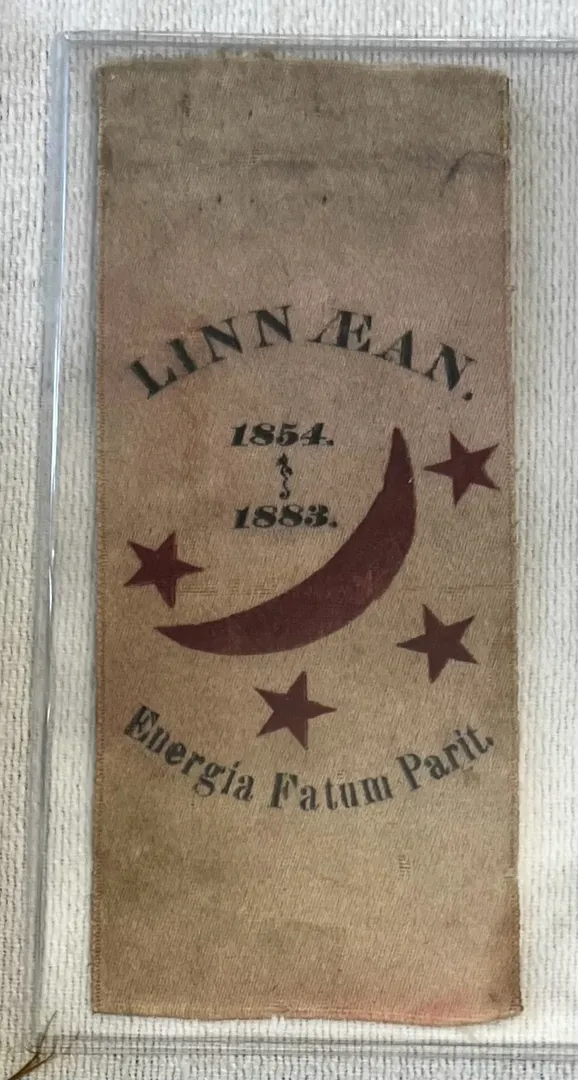 LINNÆAN.
1854.
1883.
Energia Fatum Parit.